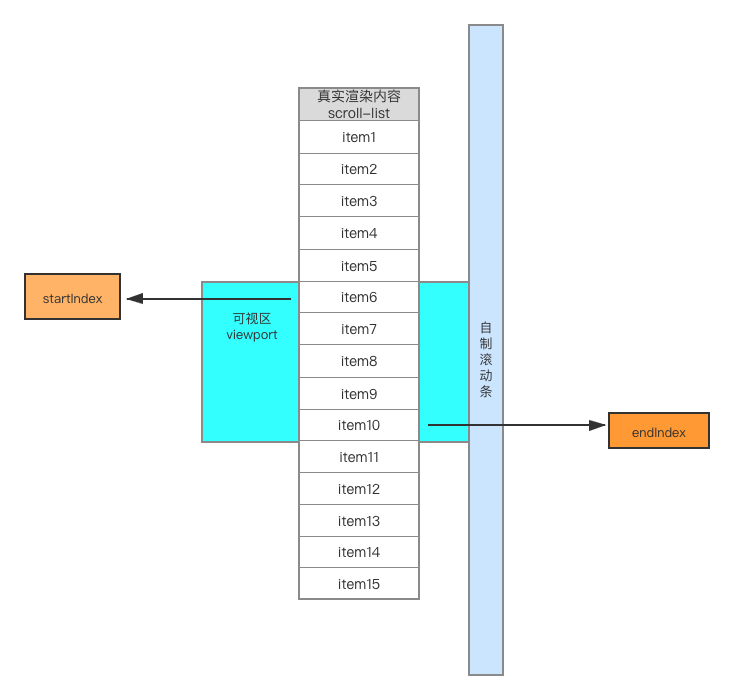 真实渲染内容
scroll-list
item1
item2
item3
item4
item5
startIndex
item6
可视区
viewport
item7
item8
item9
item10
自
制
滚
动
条
endIndex
item11
item12
item13
item14
item15